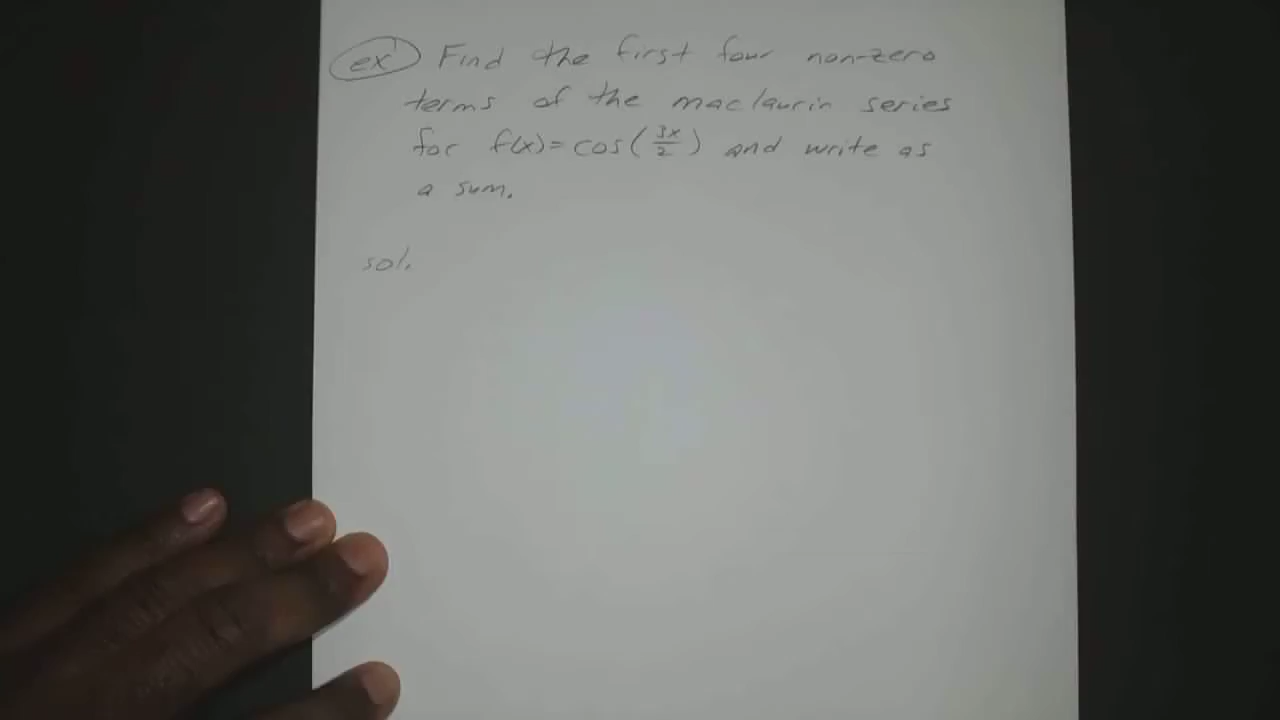 ex Find the first four non-zero
terms of the maclaurin series
for f(x)= cos(3x/2) and write as
a sum.
sol.